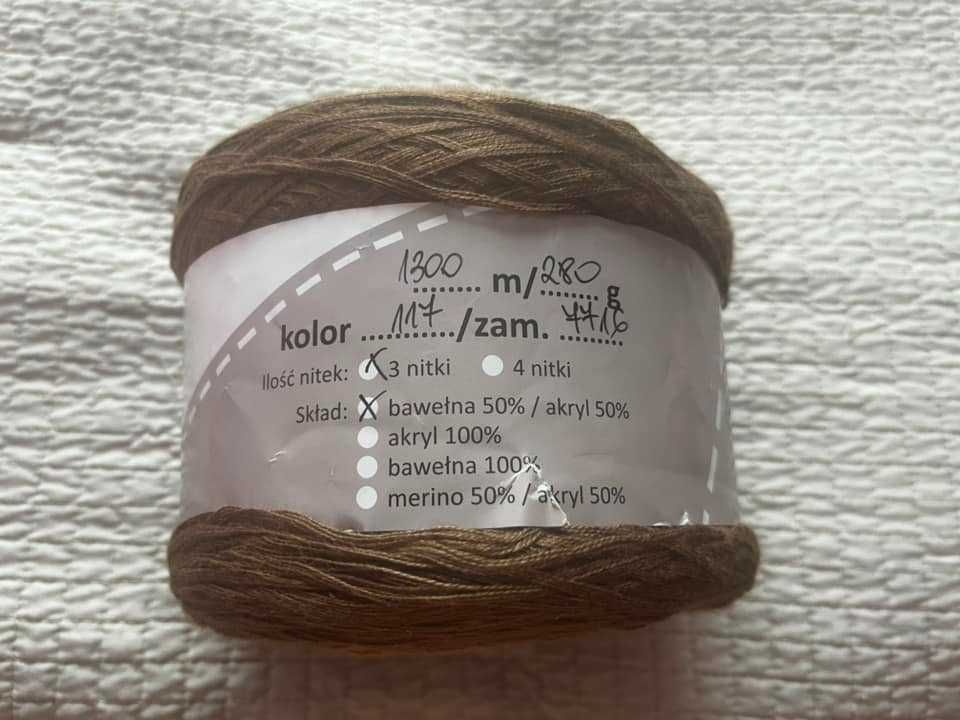 1300 m/280 g
kolor 117/zam. 7716
Ilość nitek: X 3 nitki 4 nitki
Skład: X bawełna 50% / akryl 50%
akryl 100%
bawełna 100%
merino 50% / akryl 50%